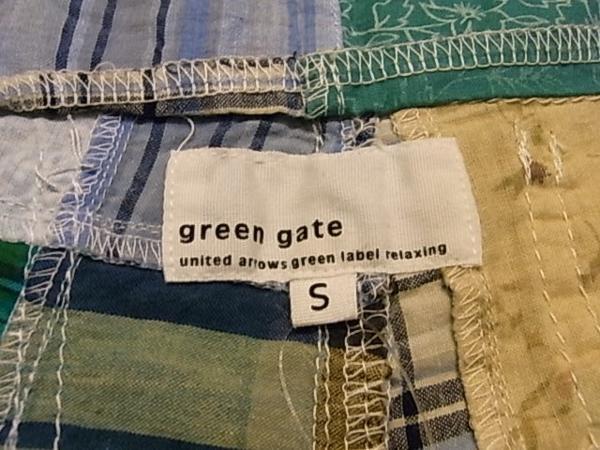 green gate
united arrows green label relaxing
S